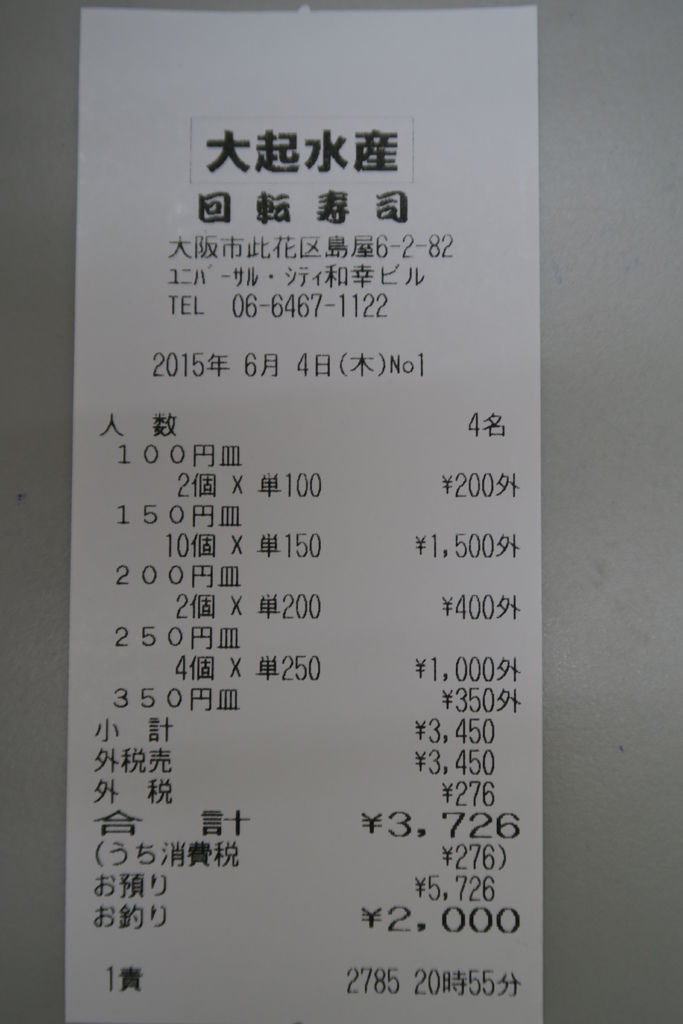 大起水産
回転寿司
大阪市此花区島屋6-2-82
ﾕﾆﾊﾞｰｻﾙ・ｼﾃｨ和幸ビル
TEL 06-6467-1122
2015年 6月 4日(木)No1
人 数 4名
１００円皿
2個 X 単100 ¥200外
１５０円皿
10個 X 単150 ¥1,500外
２００円皿
2個 X 単200 ¥400外
２５０円皿
4個 X 単250 ¥1,000外
３５０円皿 ¥350外
小 計 ¥3,450
外税売 ¥3,450
外 税 ¥276
合 計 ¥3,726
(うち消費税 ¥276)
お預り ¥5,726
お釣り ¥2,000
1責 2785 20時55分